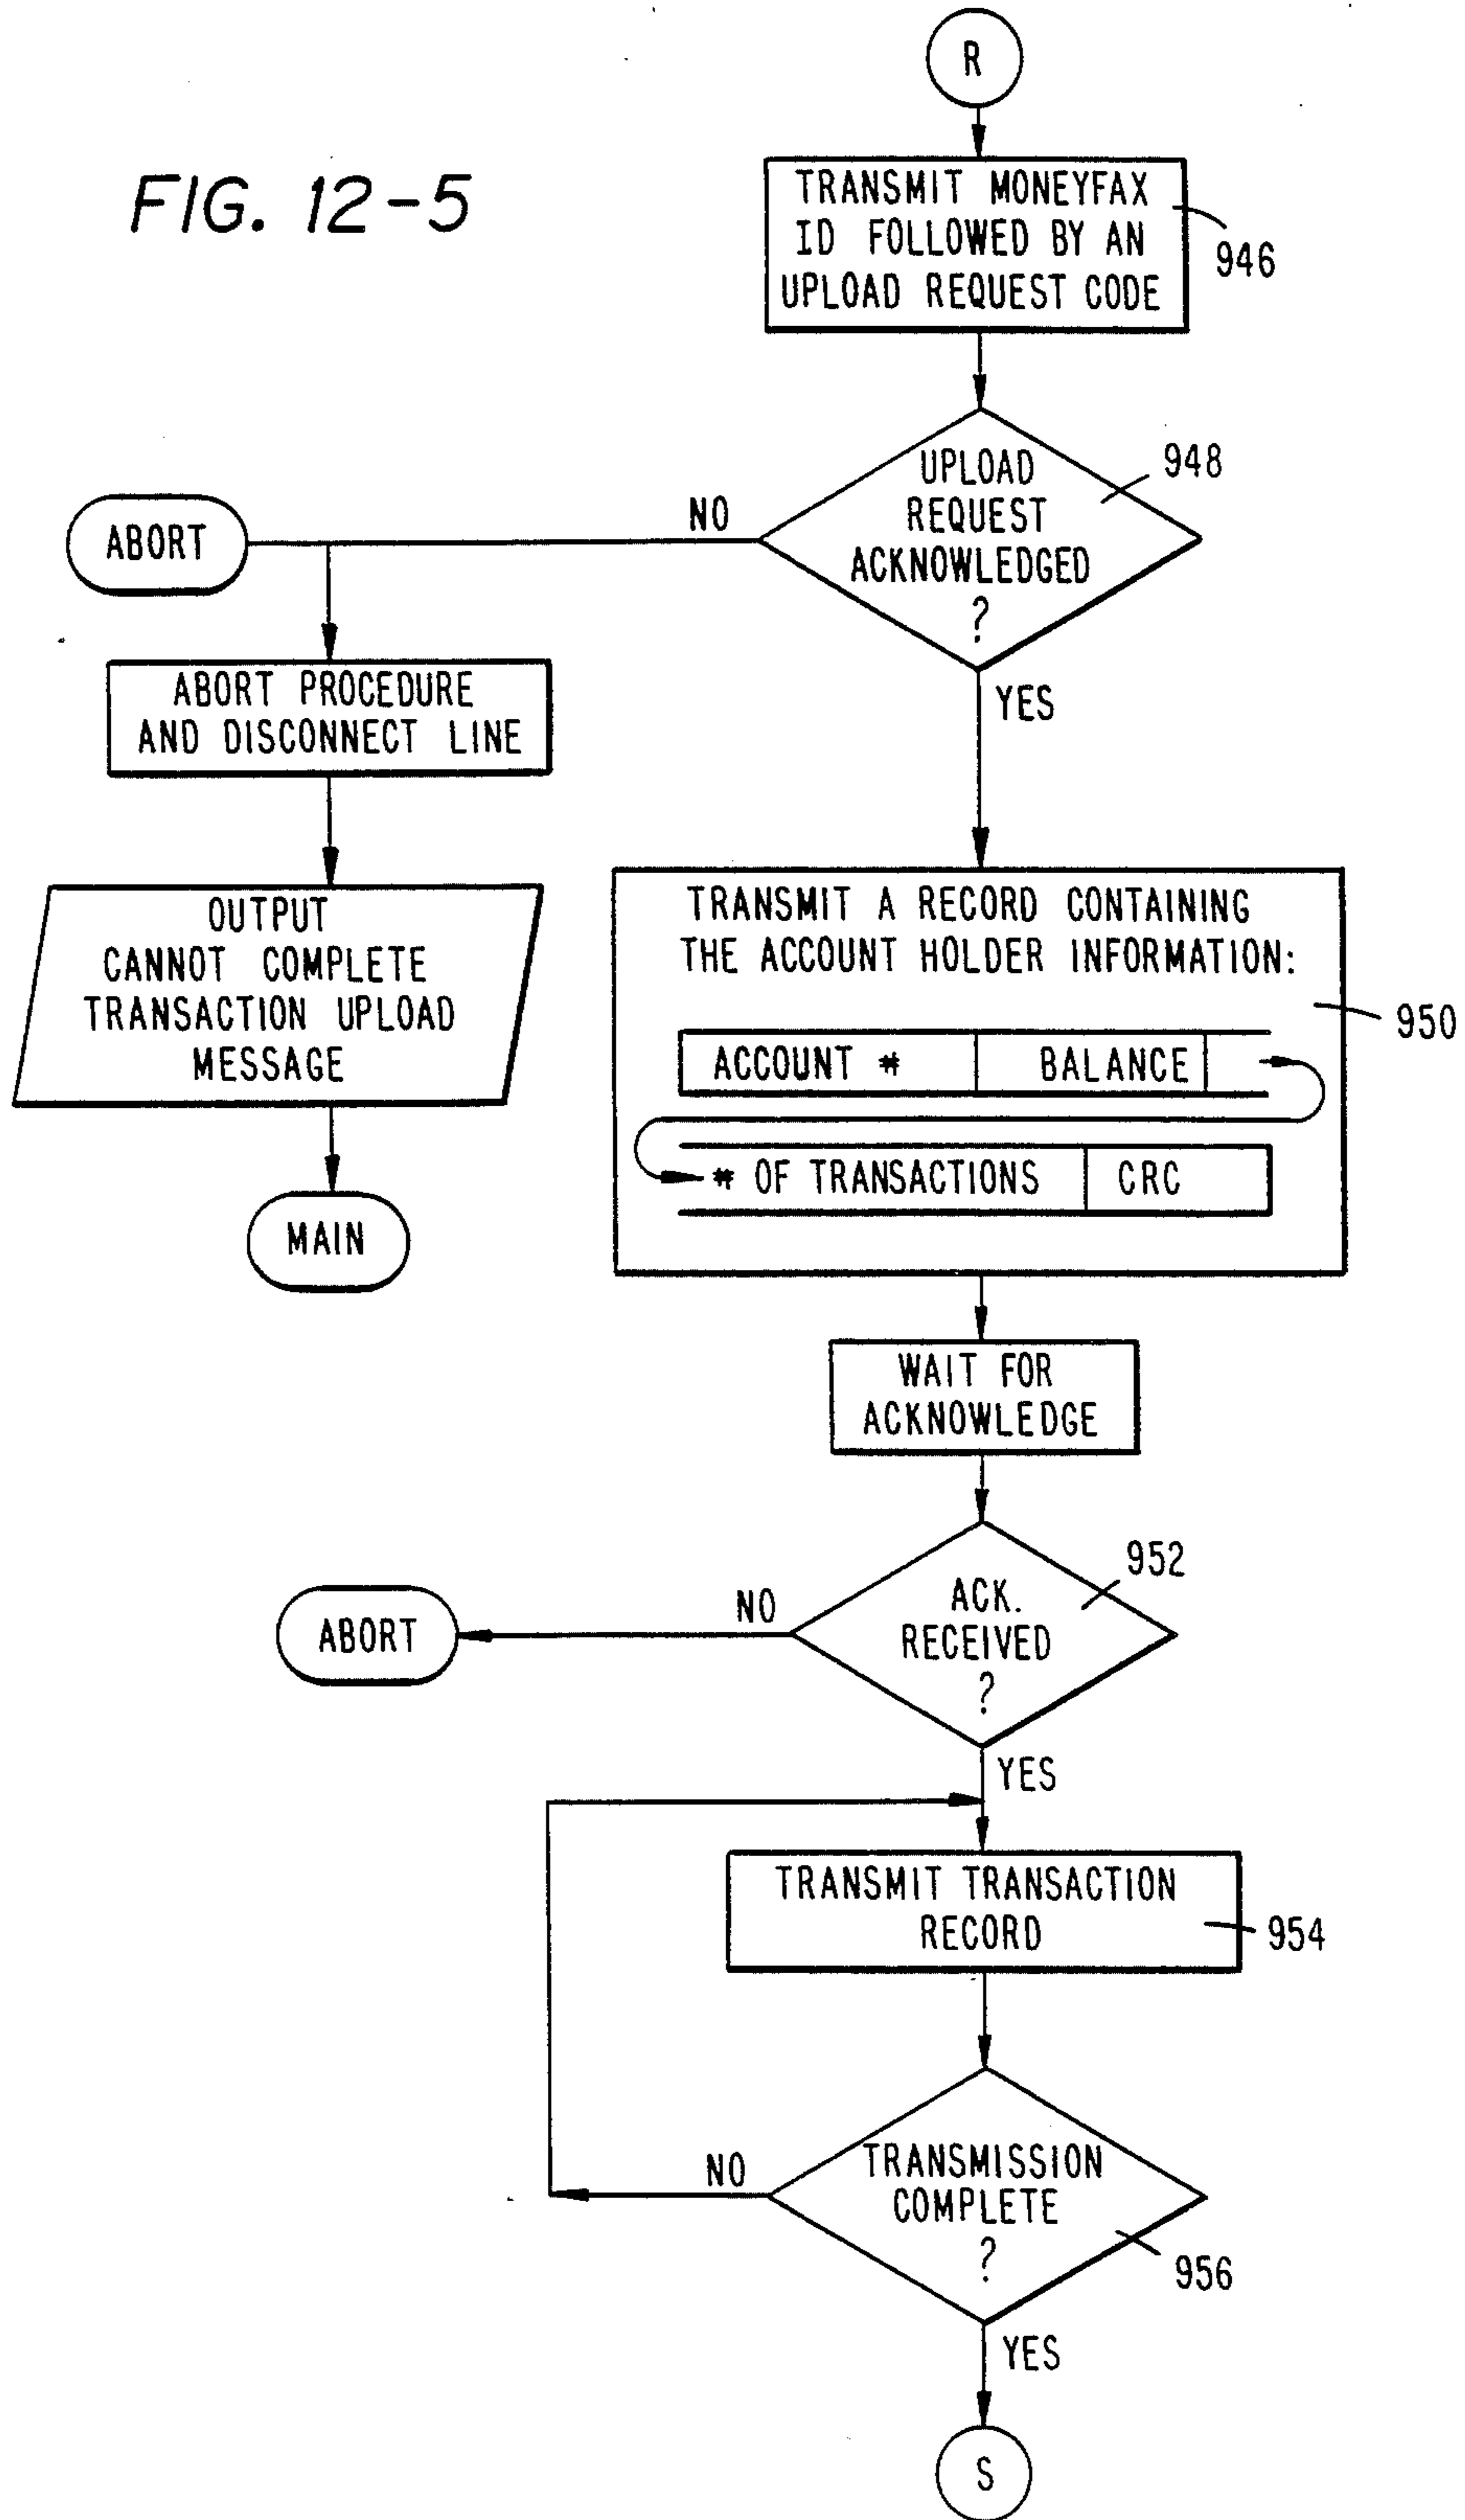 FIG. 12-5
R
TRANSMIT MONEYFAX
ID FOLLOWED BY AN
UPLOAD REQUEST CODE
946
UPLOAD
REQUEST
ACKNOWLEDGED
?
948
NO
YES
ABORT
ABORT PROCEDURE
AND DISCONNECT LINE
OUTPUT
CANNOT COMPLETE
TRANSACTION UPLOAD
MESSAGE
MAIN
TRANSMIT A RECORD CONTAINING
THE ACCOUNT HOLDER INFORMATION:
950
ACCOUNT # BALANCE
# OF TRANSACTIONS CRC
WAIT FOR
ACKNOWLEDGE
952
ACK.
RECEIVED
?
NO
ABORT
YES
TRANSMIT TRANSACTION
RECORD
954
TRANSMISSION
COMPLETE
?
NO
956
YES
S